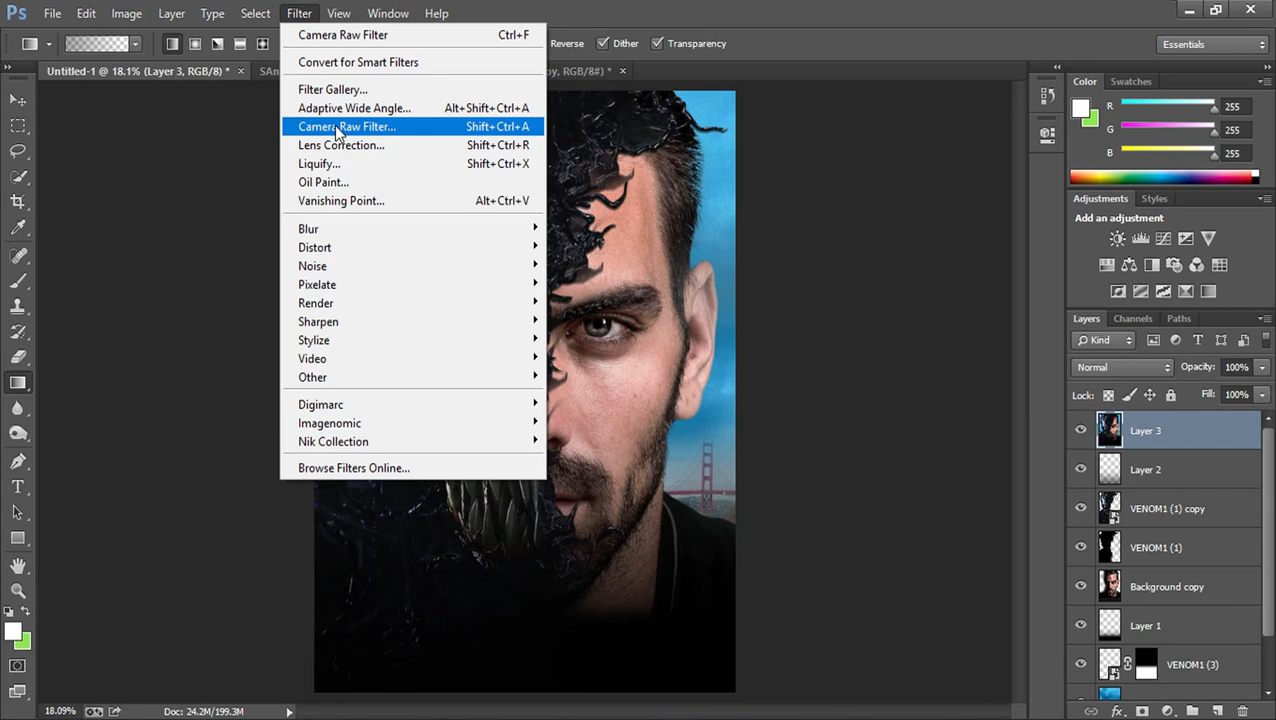 Ps File Edit Image Layer Type Select Filter View Window Help
Reverse Dither Transparency Essentials
Untitled-1 @ 18.1% (Layer 3, RGB/8) * × py, RGB/8#) * ×
Camera Raw Filter Ctrl+F
Convert for Smart Filters
Filter Gallery...
Adaptive Wide Angle... Alt+Shift+Ctrl+A
Camera Raw Filter... Shift+Ctrl+A
Lens Correction... Shift+Ctrl+R
Liquify... Shift+Ctrl+X
Oil Paint...
Vanishing Point... Alt+Ctrl+V
Blur
Distort
Noise
Pixelate
Render
Sharpen
Stylize
Video
Other
Digimarc
Imagenomic
Nik Collection
Browse Filters Online...
Color Swatches
R 255
G 255
B 255
Adjustments Styles
Add an adjustment
Layers Channels Paths
Kind
Normal Opacity: 100%
Lock: Fill: 100%
Layer 3
Layer 2
VENOM1 (1) copy
VENOM1 (1)
Background copy
Layer 1
VENOM1 (3)
18.09% Doc: 24.2M/199.3M